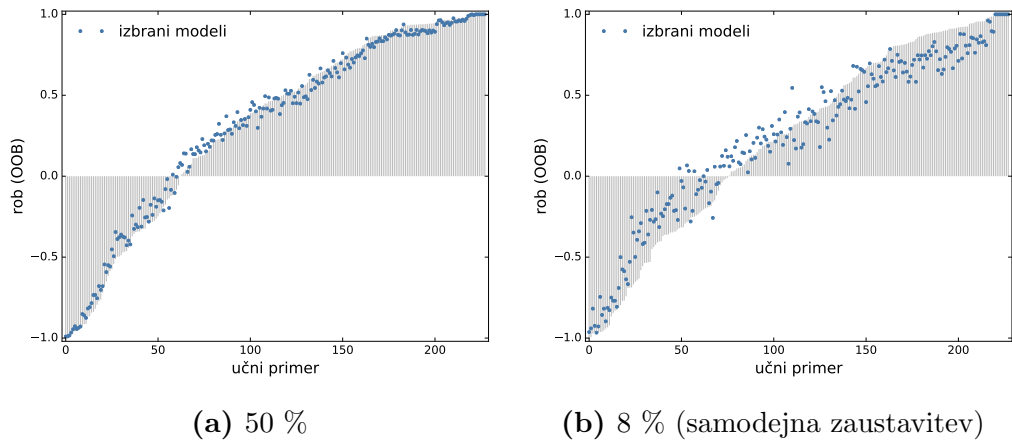 1.0
0.5
0.0
−0.5
−1.0
rob (OOB)
izbrani modeli
0 50 100 150 200
učni primer
(a) 50 %
1.0
0.5
0.0
−0.5
−1.0
rob (OOB)
izbrani modeli
0 50 100 150 200
učni primer
(b) 8 % (samodejna zaustavitev)